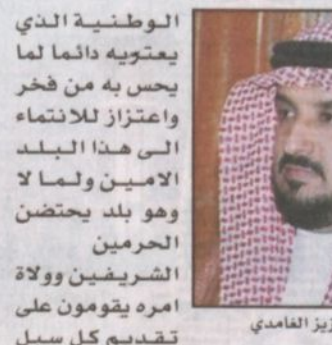 الوطنية الذي
يعتويه دائما لما
يحس به من فخر
واعتزاز للانتماء
الى هذا البلد
الامين ولما لا
وهو بلد يحتضن
الحرمين
الشريفين وولاة
امره يقومون على
تقديم كل سبل
زيز الغامدي